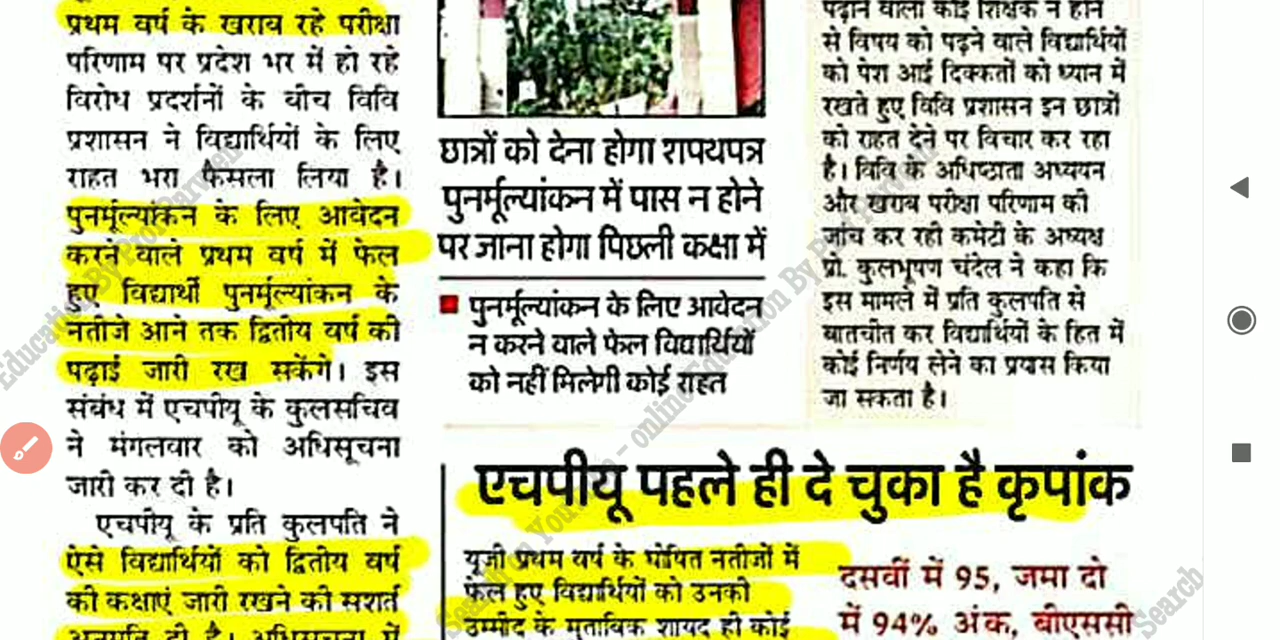 प्रथम वर्ष के खराब रहे परीक्षा
परिणाम पर प्रदेश भर में हो रहे
विरोध प्रदर्शनों के बीच विवि
प्रशासन ने विद्यार्थियों के लिए
राहत भरा फैसला लिया है।
पुनर्मूल्यांकन के लिए आवेदन
करने वाले प्रथम वर्ष में फेल
हुए विद्यार्थी पुनर्मूल्यांकन के
नतीजे आने तक द्वितीय वर्ष की
पढ़ाई जारी रख सकेंगे। इस
संबंध में एचपीयू के कुलसचिव
ने मंगलवार को अधिसूचना
जारी कर दी है।
एचपीयू के प्रति कुलपति ने
ऐसे विद्यार्थियों को द्वितीय वर्ष
की कक्षाएं जारी रखने की सशर्त
अनुमति दी है। अधिसूचना में
छात्रों को देना होगा शपथपत्र
पुनर्मूल्यांकन में पास न होने
पर जाना होगा पिछली कक्षा में
पुनर्मूल्यांकन के लिए आवेदन
न करने वाले फेल विद्यार्थियों
को नहीं मिलेगी कोई राहत
पढ़ाने वाला कोई शिक्षक न होने
से विषय को पढ़ने वाले विद्यार्थियों
को पेश आई दिक्कतों को ध्यान में
रखते हुए विवि प्रशासन इन छात्रों
को राहत देने पर विचार कर रहा
है। विवि के अधिष्ठाता अध्ययन
और खराब परीक्षा परिणाम की
जांच कर रही कमेटी के अध्यक्ष
प्रो. कुलभूषण चंदेल ने कहा कि
इस मामले में प्रति कुलपति से
बातचीत कर विद्यार्थियों के हित में
कोई निर्णय लेने का प्रयास किया
जा सकता है।
एचपीयू पहले ही दे चुका है कृपांक
यूजी प्रथम वर्ष के घोषित नतीजों में
फेल हुए विद्यार्थियों को उनकी
उम्मीद के मुताबिक शायद ही कोई
दसवीं में 95, जमा दो
में 94% अंक, बीएससी
Search